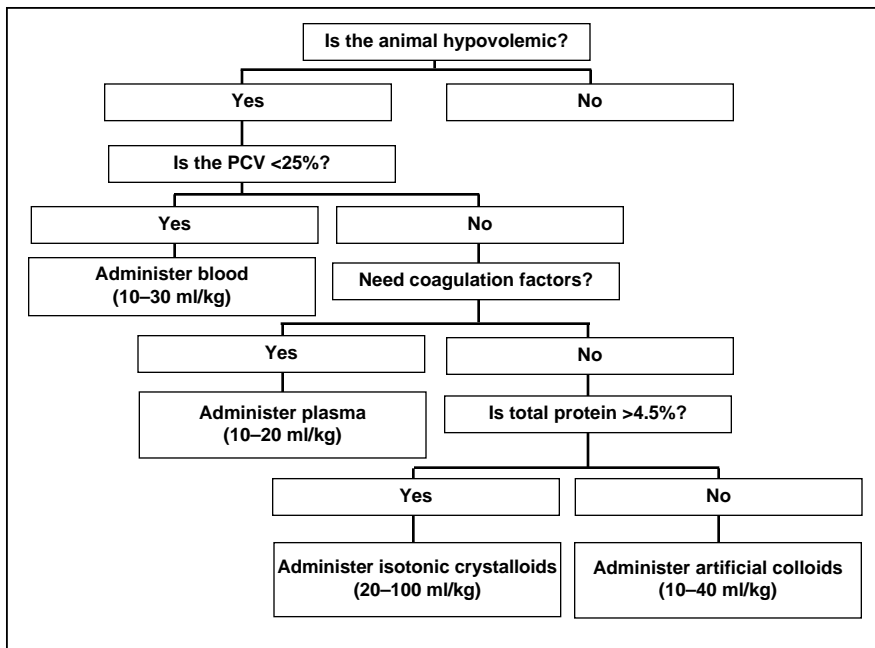 Is the animal hypovolemic?
Yes
No
Is the PCV <25%?
Yes
No
Administer blood
(10–30 ml/kg)
Need coagulation factors?
Yes
No
Administer plasma
(10–20 ml/kg)
Is total protein >4.5%?
Yes
No
Administer isotonic crystalloids
(20–100 ml/kg)
Administer artificial colloids
(10–40 ml/kg)